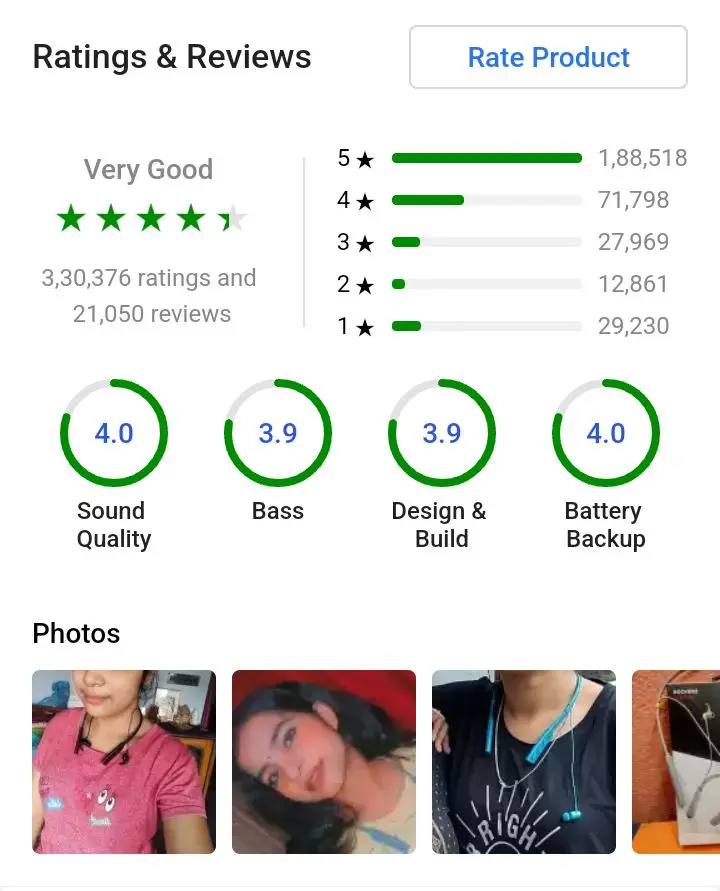 Ratings & Reviews
Rate Product
Very Good
3,30,376 ratings and
21,050 reviews
5 ★ 1,88,518
4 ★ 71,798
3 ★ 27,969
2 ★ 12,861
1 ★ 29,230
4.0
3.9
3.9
4.0
Sound
Quality
Bass
Design &
Build
Battery
Backup
Photos
RIGH